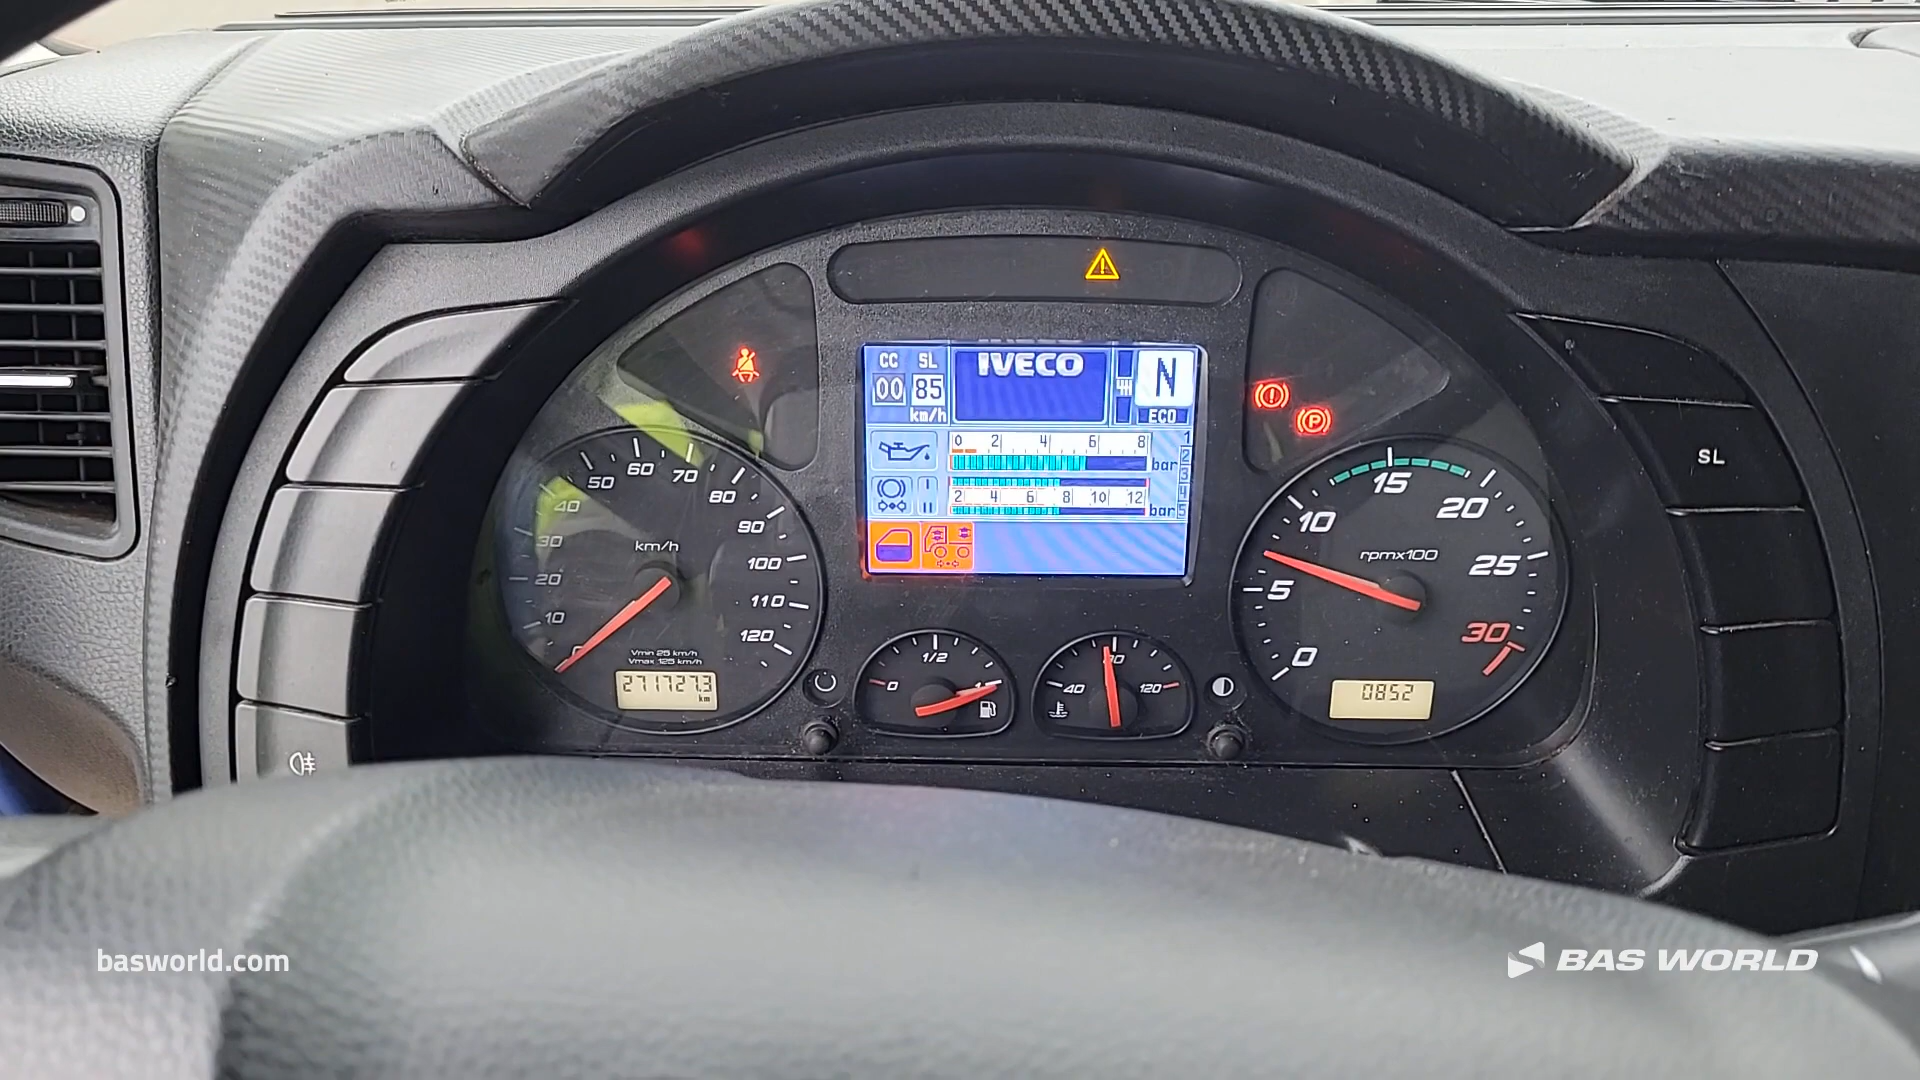 CC SL
00 85
km/h
IVECO
N
ECO
0 2 4 6 8
bar
I
II
2 4 6 8 10 12
bar
1
2
3
4
5
0 10 20 30 40 50 60 70 80 90 100 110 120
km/h
Vmin 25 km/h
Vmax 125 km/h
271727.3
km
0 1/2 1
40 80 120
0 5 10 15 20 25 30
rpmx100
0852
SL
P
basworld.com
BAS WORLD